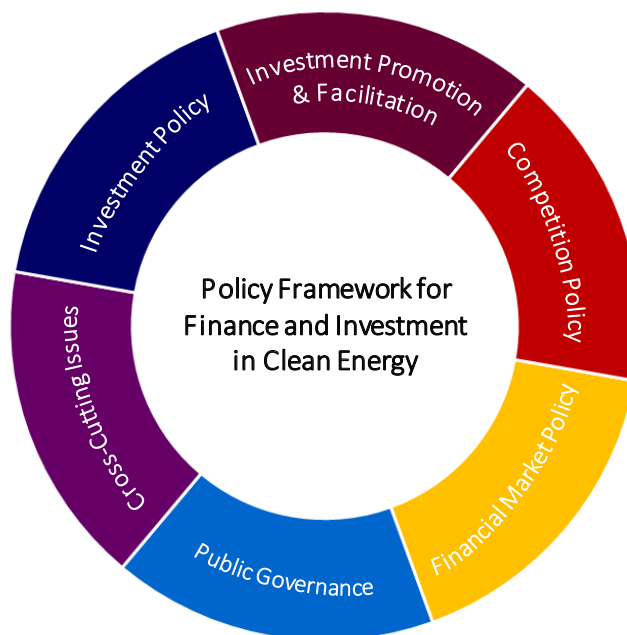 Investment Promotion
& Facilitation
Competition Policy
Financial Market Policy
Public Governance
Cross-Cutting Issues
Investment Policy
Policy Framework for
Finance and Investment
in Clean Energy